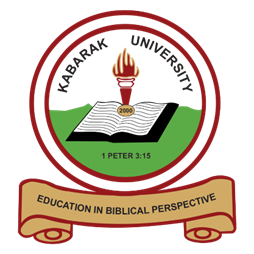 KABARAK UNIVERSITY
2000
1 PETER 3:15
EDUCATION IN BIBLICAL PERSPECTIVE